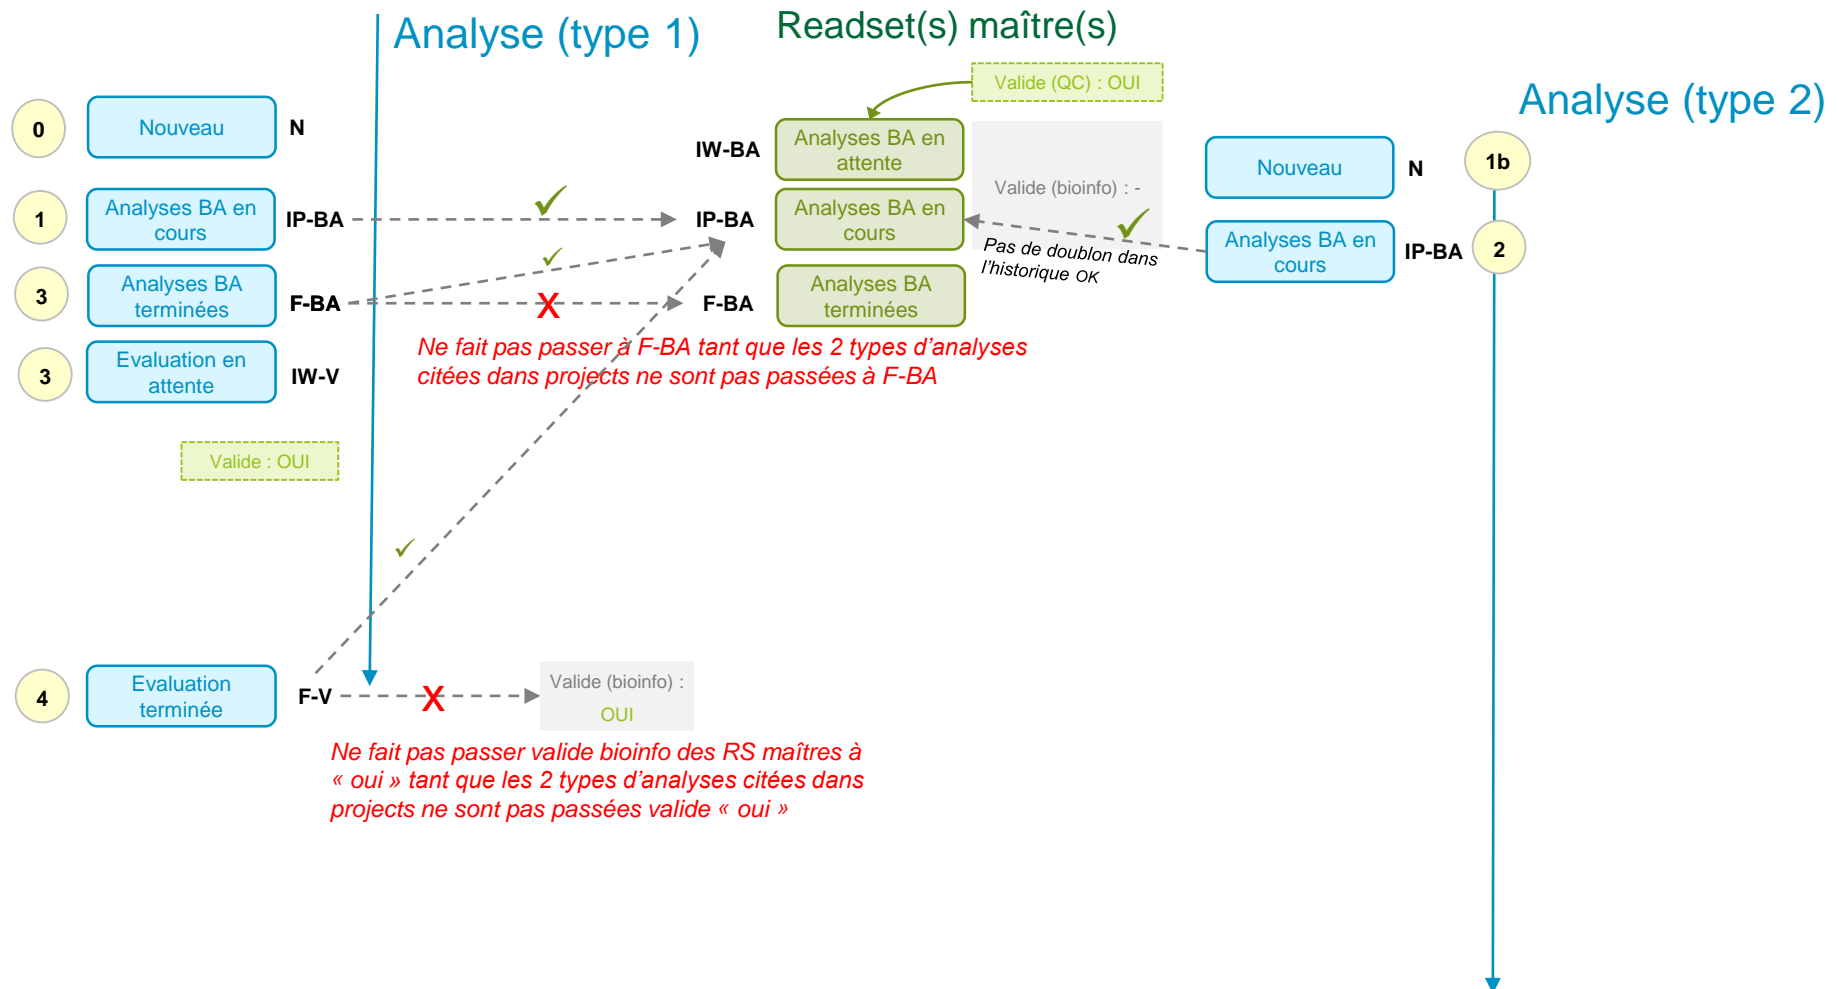 Analyse (type 1)
Readset(s) maître(s)
Analyse (type 2)
Valide (QC) : OUI
0
Nouveau
N
IW-BA
Analyses BA en
attente
Nouveau
N
1b
1
Analyses BA en
cours
IP-BA
IP-BA
Analyses BA en
cours
Valide (bioinfo) : -
Pas de doublon dans
l'historique OK
Analyses BA en
cours
IP-BA
2
3
Analyses BA
terminées
F-BA
X
F-BA
Analyses BA
terminées
Ne fait pas passer à F-BA tant que les 2 types d’analyses
citées dans projects ne sont pas passées à F-BA
3
Evaluation en
attente
IW-V
Valide : OUI
4
Evaluation
terminée
F-V
X
Valide (bioinfo) :
OUI
Ne fait pas passer valide bioinfo des RS maîtres à
« oui » tant que les 2 types d’analyses citées dans
projects ne sont pas passées valide « oui »